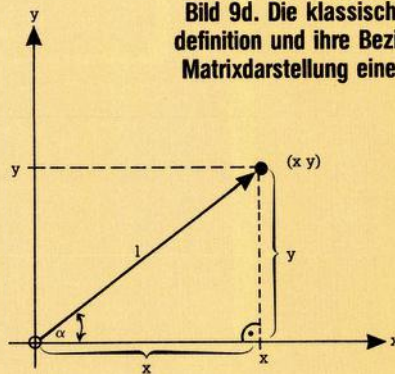 y
Bild 9d. Die klassisch
definition und ihre Bezi
Matrixdarstellung eine
y
(x y)
l
y
α
x
x
x